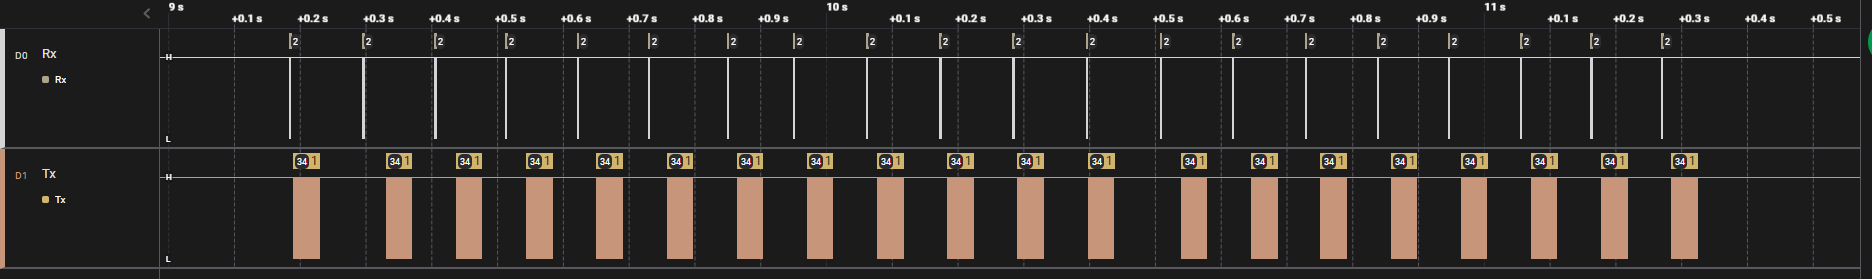 9 s 10 s 11 s
+0.1 s +0.2 s +0.3 s +0.4 s +0.5 s +0.6 s +0.7 s +0.8 s +0.9 s +0.1 s +0.2 s +0.3 s +0.4 s +0.5 s +0.6 s +0.7 s +0.8 s +0.9 s +0.1 s +0.2 s +0.3 s +0.4 s +0.5 s
2 2 2 2 2 2 2 2 2 2 2 2 2 2 2 2 2 2 2 2
D0 Rx
H
Rx
L
34 1 34 1 34 1 34 1 34 1 34 1 34 1 34 1 34 1 34 1 34 1 34 1 34 1 34 1 34 1 34 1 34 1 34 1 34 1 34 1
D1 Tx
H
Tx
L